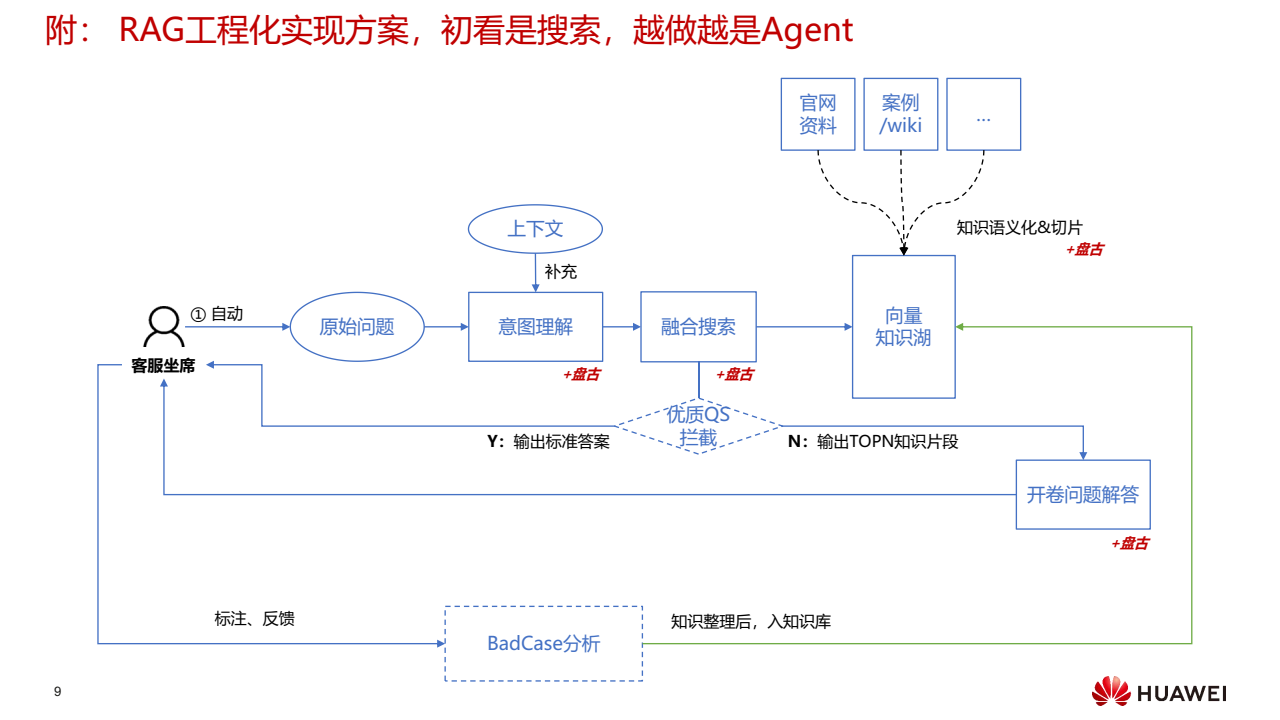 附： RAG工程化实现方案，初看是搜索，越做越是Agent
官网
资料
案例
/wiki
...
知识语义化&切片
+盘古
上下文
补充
① 自动
原始问题
意图理解
融合搜索
向量
知识湖
客服坐席
+盘古
+盘古
优质QS
拦截
Y：输出标准答案
N：输出TOPN知识片段
开卷问题解答
+盘古
标注、反馈
BadCase分析
知识整理后，入知识库
9
HUAWEI